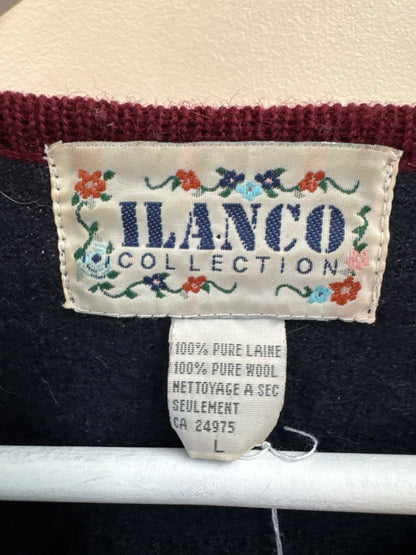 ILANCO
COLLECTION
100% PURE LAINE
100% PURE WOOL
NETTOYAGE A SEC
SEULEMENT
CA 24975
L